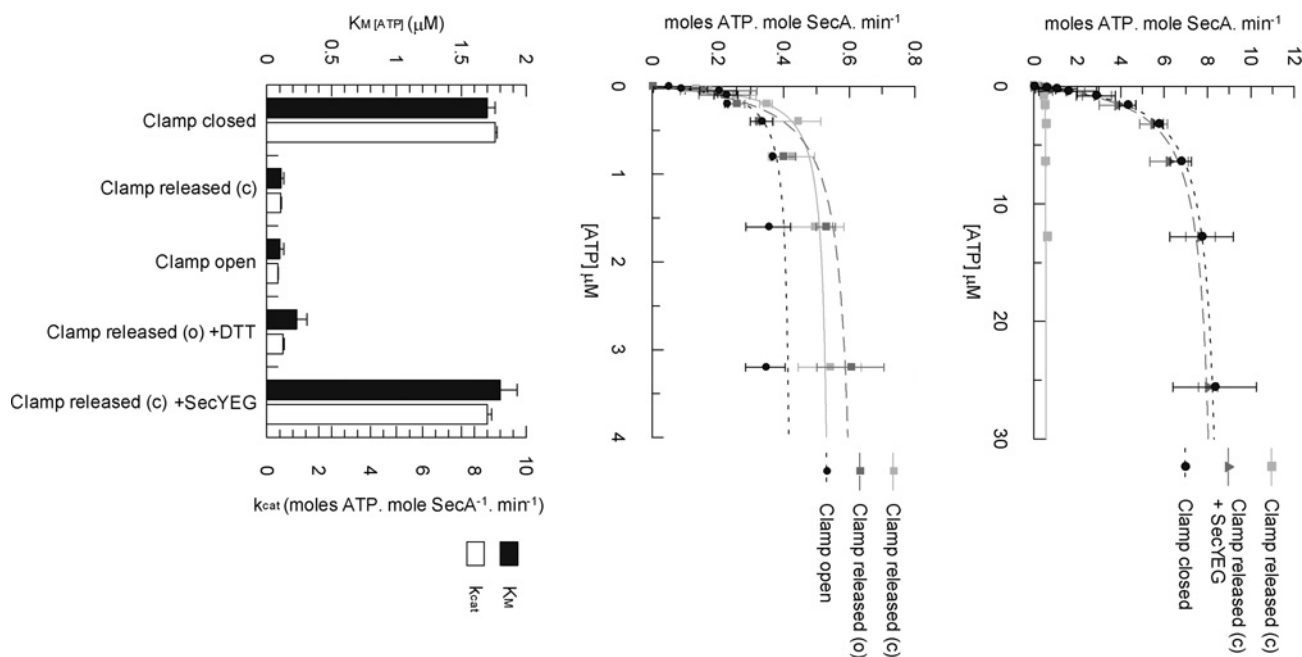 K_M [ATP] (μM)
0
0.5
1
1.5
2
Clamp closed
Clamp released (c)
Clamp open
Clamp released (o) +DTT
Clamp released (c) +SecYEG
0
2
4
6
8
10
kcat (moles ATP. mole SecA⁻¹. min⁻¹)
K_M
kcat
moles ATP. mole SecA. min⁻¹
0
0.2
0.4
0.6
0.8
0
1
2
3
4
[ATP] μM
Clamp released (c)
Clamp released (o)
Clamp open
moles ATP. mole SecA. min⁻¹
0
2
4
6
8
10
12
0
10
20
30
[ATP] μM
Clamp released (c)
Clamp released (c)
+ SecYEG
Clamp closed